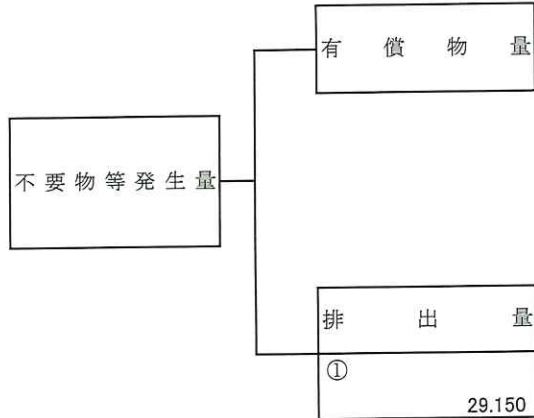 有償物量
不要物等発生量
排出量
①
29.150